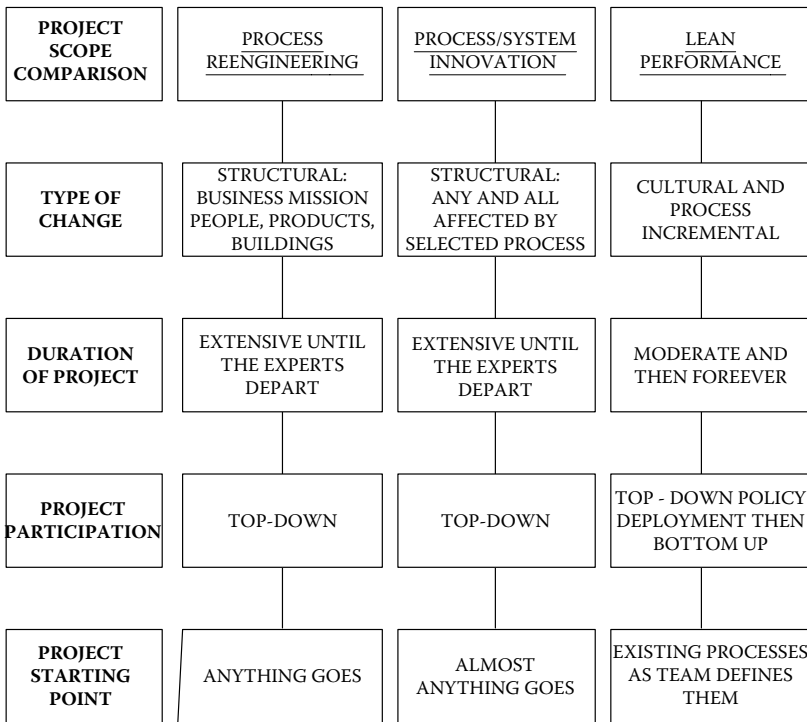 PROJECT
SCOPE
COMPARISON
PROCESS
REENGINEERING
PROCESS/SYSTEM
INNOVATION
LEAN
PERFORMANCE
TYPE OF
CHANGE
STRUCTURAL:
BUSINESS MISSION
PEOPLE, PRODUCTS,
BUILDINGS
STRUCTURAL:
ANY AND ALL
AFFECTED BY
SELECTED PROCESS
CULTURAL AND
PROCESS
INCREMENTAL
DURATION
OF PROJECT
EXTENSIVE UNTIL
THE EXPERTS
DEPART
EXTENSIVE UNTIL
THE EXPERTS
DEPART
MODERATE AND
THEN FOREEVER
PROJECT
PARTICIPATION
TOP-DOWN
TOP-DOWN
TOP - DOWN POLICY
DEPLOYMENT THEN
BOTTOM UP
PROJECT
STARTING
POINT
ANYTHING GOES
ALMOST
ANYTHING GOES
EXISTING PROCESSES
AS TEAM DEFINES
THEM